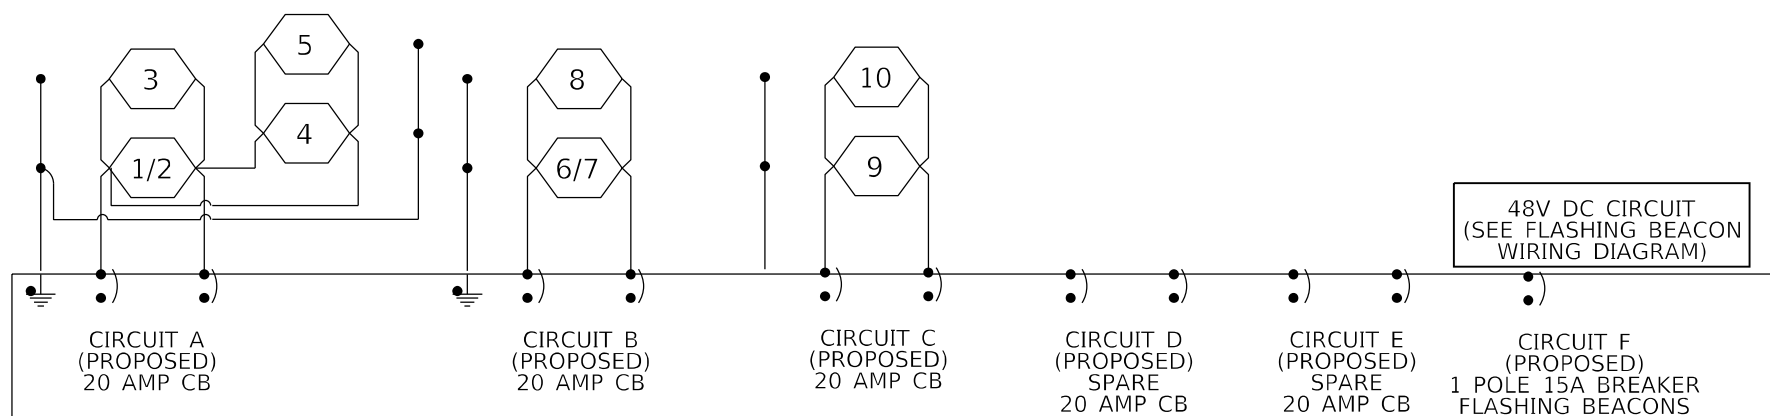 5
3
4
1/2
8
6/7
10
9
48V DC CIRCUIT
(SEE FLASHING BEACON
WIRING DIAGRAM)
CIRCUIT A
(PROPOSED)
20 AMP CB
CIRCUIT B
(PROPOSED)
20 AMP CB
CIRCUIT C
(PROPOSED)
20 AMP CB
CIRCUIT D
(PROPOSED)
SPARE
20 AMP CB
CIRCUIT E
(PROPOSED)
SPARE
20 AMP CB
CIRCUIT F
(PROPOSED)
1 POLE 15A BREAKER
FLASHING BEACONS